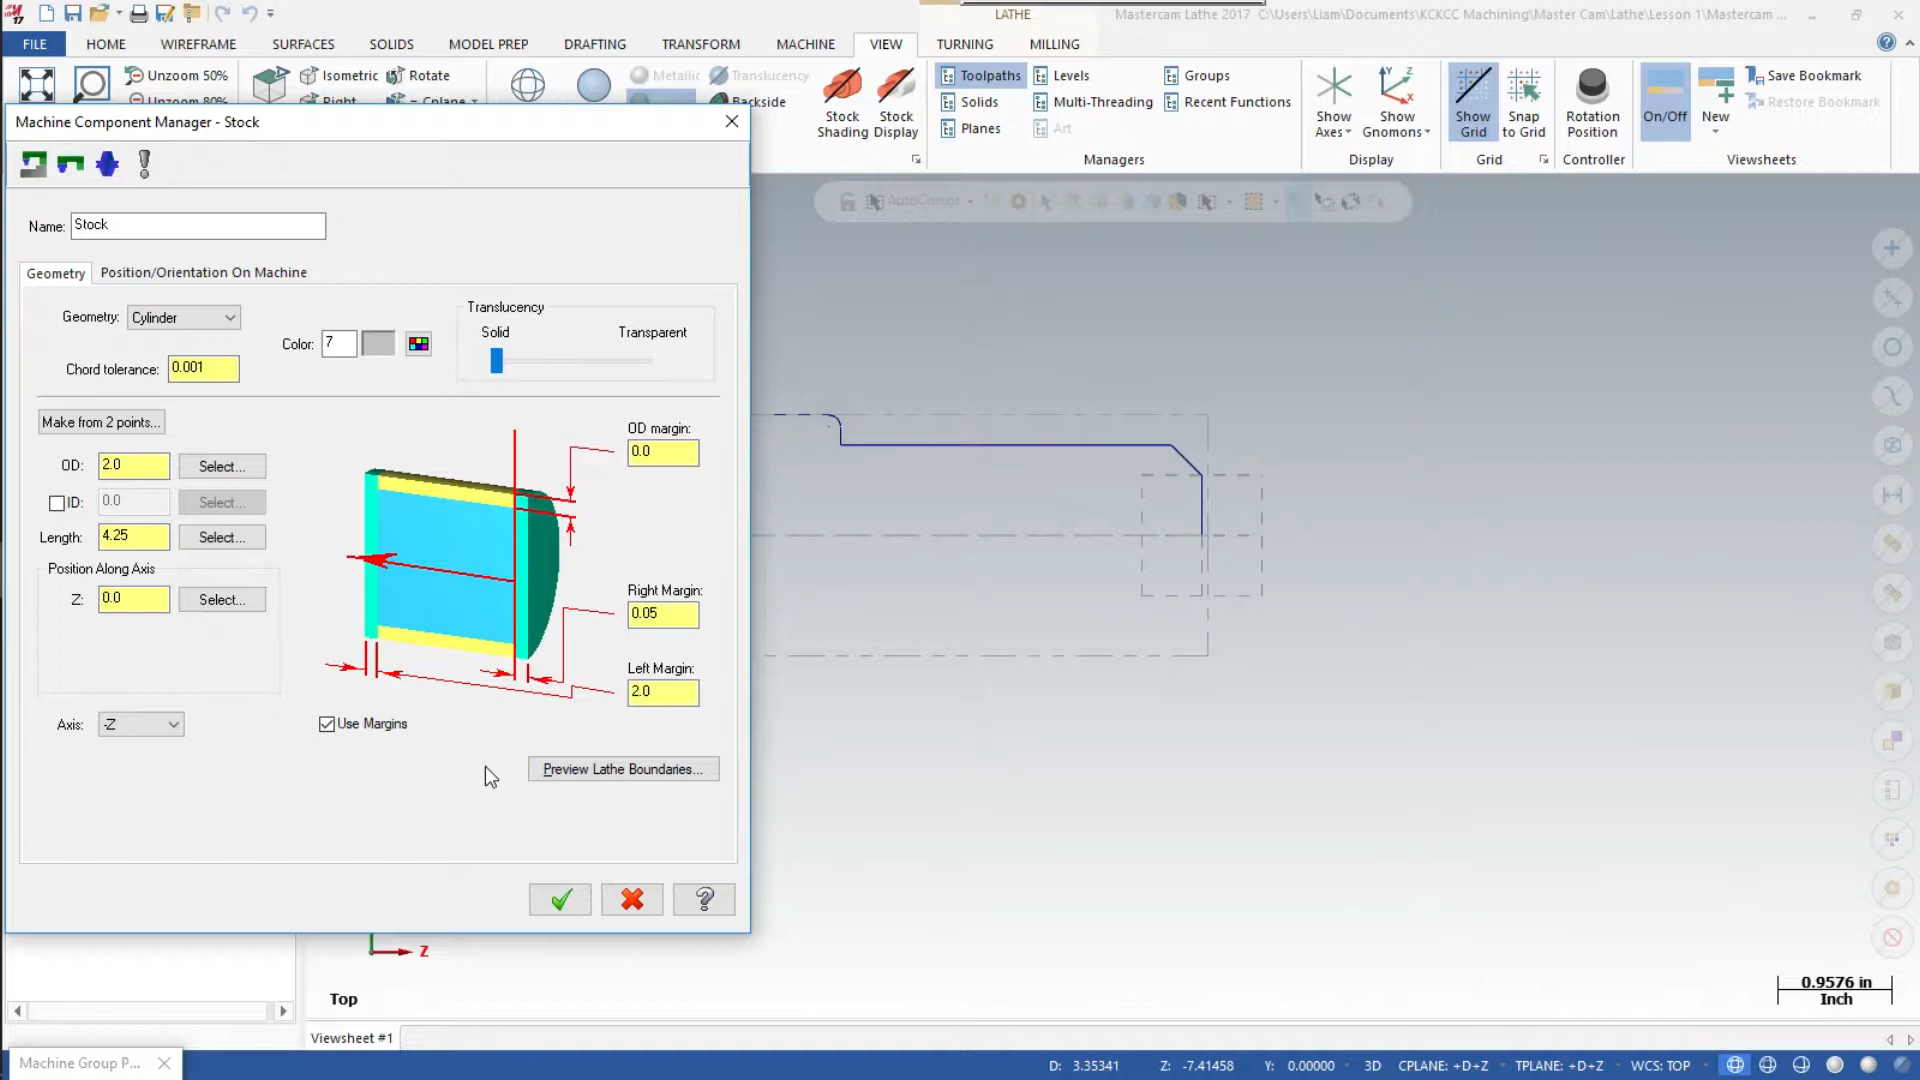 17
LATHE
Mastercam Lathe 2017 C:\Users\Liam\Documents\KCKCC Machining\Master Cam\Lathe\Lesson 1\Mastercam ...
FILE HOME WIREFRAME SURFACES SOLIDS MODEL PREP DRAFTING TRANSFORM MACHINE VIEW TURNING MILLING
Unzoom 50% Isometric Rotate Metallic Translucency
Unzoom 80% Right = Cplane Backside
Stock Shading
Stock Display
Toolpaths Levels Groups
Solids Multi-Threading Recent Functions
Planes Art
Managers
Show Axes
Show Gnomons
Display
Show Grid
Snap to Grid
Grid
Rotation Position
Controller
On/Off
New
Save Bookmark
Restore Bookmark
Viewsheets
AutoCursor
Machine Component Manager - Stock
Name: Stock
Geometry Position/Orientation On Machine
Geometry: Cylinder
Chord tolerance: 0.001
Color: 7
Translucency
Solid Transparent
Make from 2 points...
OD: 2.0 Select...
ID: 0.0 Select...
Length: 4.25 Select...
Position Along Axis
Z: 0.0 Select...
Axis: -Z
OD margin:
0.0
Right Margin:
0.05
Left Margin:
2.0
Use Margins
Preview Lathe Boundaries...
Z
Top
0.9576 in
Inch
Viewsheet #1
Machine Group P...
D: 3.35341 Z: -7.41458 Y: 0.00000 3D CPLANE: +D+Z TPLANE: +D+Z WCS: TOP